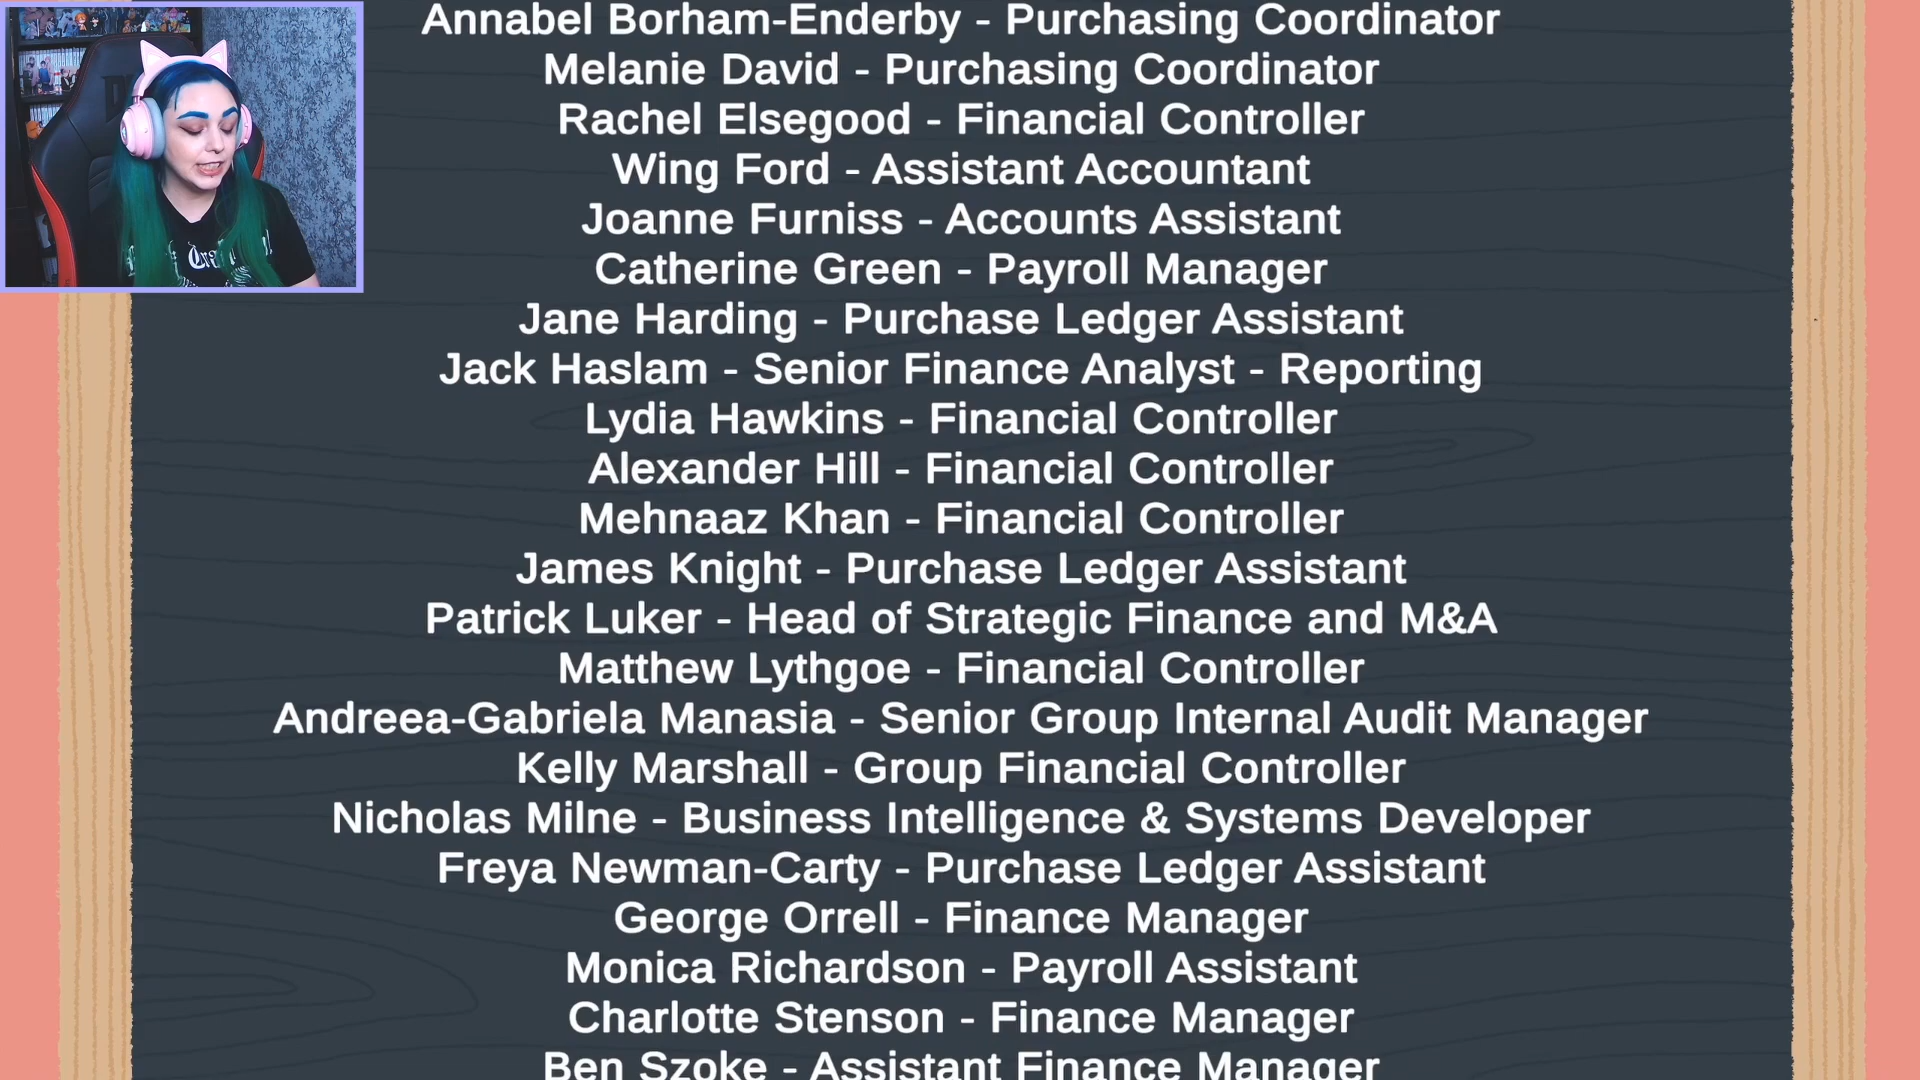 Annabel Borham-Enderby - Purchasing Coordinator
Melanie David - Purchasing Coordinator
Rachel Elsegood - Financial Controller
Wing Ford - Assistant Accountant
Joanne Furniss - Accounts Assistant
Catherine Green - Payroll Manager
Jane Harding - Purchase Ledger Assistant
Jack Haslam - Senior Finance Analyst - Reporting
Lydia Hawkins - Financial Controller
Alexander Hill - Financial Controller
Mehnaaz Khan - Financial Controller
James Knight - Purchase Ledger Assistant
Patrick Luker - Head of Strategic Finance and M&A
Matthew Lythgoe - Financial Controller
Andreea-Gabriela Manasia - Senior Group Internal Audit Manager
Kelly Marshall - Group Financial Controller
Nicholas Milne - Business Intelligence & Systems Developer
Freya Newman-Carty - Purchase Ledger Assistant
George Orrell - Finance Manager
Monica Richardson - Payroll Assistant
Charlotte Stenson - Finance Manager
Ben Szoke - Assistant Finance Manager